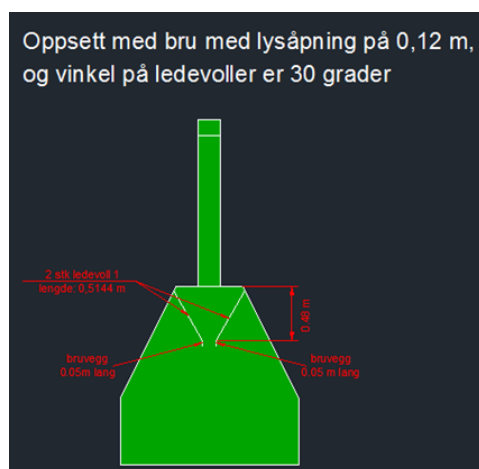 Oppsett med bru med lysåpning på 0,12 m,
og vinkel på ledevoller er 30 grader
2 stk ledevoll 1
lengde: 0,5144 m
0.48 m
bruvegg
0.05m lang
bruvegg
0.05 m lang